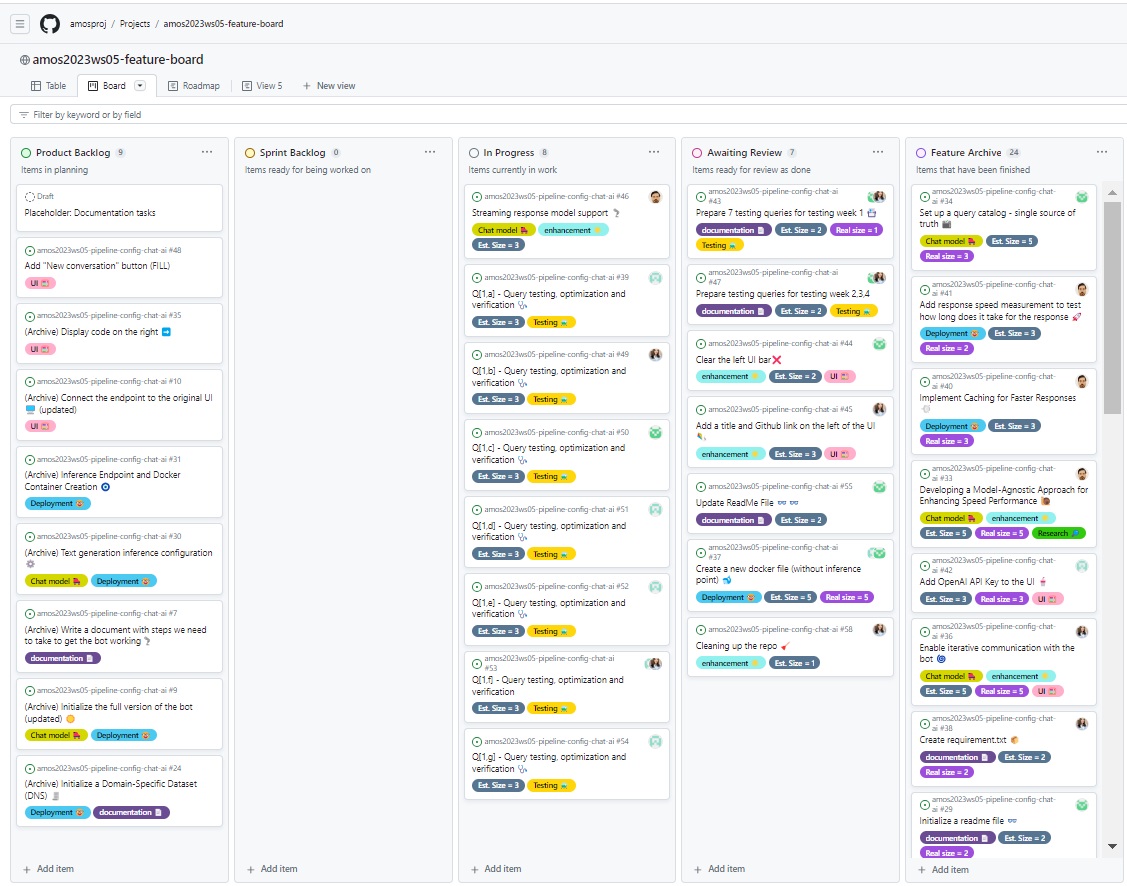 amosproj / Projects / amos2023ws05-feature-board
amos2023ws05-feature-board
Table
Board
Roadmap
View 5
+ New view
Filter by keyword or by field
Product Backlog 9
Items in planning
Draft
Placeholder: Documentation tasks
amos2023ws05-pipeline-config-chat-ai #48
Add "New conversation" button (FILL)
UI
amos2023ws05-pipeline-config-chat-ai #35
(Archive) Display code on the right ➡️
UI
amos2023ws05-pipeline-config-chat-ai #10
(Archive) Connect the endpoint to the original UI
(updated)
UI
amos2023ws05-pipeline-config-chat-ai #31
(Archive) Inference Endpoint and Docker
Container Creation
Deployment
amos2023ws05-pipeline-config-chat-ai #30
(Archive) Text generation inference configuration
Chat model Deployment
amos2023ws05-pipeline-config-chat-ai #7
(Archive) Write a document with steps we need
to take to get the bot working
documentation
amos2023ws05-pipeline-config-chat-ai #9
(Archive) Initialize the full version of the bot
(updated)
Chat model Deployment
amos2023ws05-pipeline-config-chat-ai #24
(Archive) Initialize a Domain-Specific Dataset
(DNS)
Deployment documentation
+ Add item
Sprint Backlog 0
Items ready for being worked on
+ Add item
In Progress 8
Items currently in work
amos2023ws05-pipeline-config-chat-ai #46
Streaming response model support
Chat model enhancement
Est. Size = 3
amos2023ws05-pipeline-config-chat-ai #39
Q[1,a] - Query testing, optimization and
verification
Est. Size = 3 Testing
amos2023ws05-pipeline-config-chat-ai #49
Q[1,b] - Query testing, optimization and
verification
Est. Size = 3 Testing
amos2023ws05-pipeline-config-chat-ai #50
Q[1,c] - Query testing, optimization and
verification
Est. Size = 3 Testing
amos2023ws05-pipeline-config-chat-ai #51
Q[1,d] - Query testing, optimization and
verification
Est. Size = 3 Testing
amos2023ws05-pipeline-config-chat-ai #52
Q[1,e] - Query testing, optimization and
verification
Est. Size = 3 Testing
amos2023ws05-pipeline-config-chat-ai
#53
Q[1,f] - Query testing, optimization and
verification
Est. Size = 3 Testing
amos2023ws05-pipeline-config-chat-ai #54
Q[1,g] - Query testing, optimization and
verification
Est. Size = 3 Testing
+ Add item
Awaiting Review 7
Items ready for review as done
amos2023ws05-pipeline-config-chat-ai
#43
Prepare 7 testing queries for testing week 1
documentation Est. Size = 2 Real size = 1
Testing
amos2023ws05-pipeline-config-chat-ai
#47
Prepare testing queries for testing week 2,3,4
documentation Est. Size = 2 Testing
amos2023ws05-pipeline-config-chat-ai #44
Clear the left UI bar❌
enhancement Est. Size = 2 UI
amos2023ws05-pipeline-config-chat-ai #45
Add a title and Github link on the left of the UI
enhancement Est. Size = 3 UI
amos2023ws05-pipeline-config-chat-ai #55
Update ReadMe File
documentation Est. Size = 2
amos2023ws05-pipeline-config-chat-ai
#37
Create a new docker file (without inference
point)
Deployment Est. Size = 5 Real size = 5
amos2023ws05-pipeline-config-chat-ai #58
Cleaning up the repo
enhancement Est. Size = 1
+ Add item
Feature Archive 24
Items that have been finished
amos2023ws05-pipeline-config-chat-
ai #34
Set up a query catalog - single source of
truth
Chat model Est. Size = 5
Real size = 3
amos2023ws05-pipeline-config-chat-
ai #41
Add response speed measurement to test
how long does it take for the response 🚀
Deployment Est. Size = 3
Real size = 2
amos2023ws05-pipeline-config-chat-
ai #40
Implement Caching for Faster Responses
Deployment Est. Size = 3
Real size = 3
amos2023ws05-pipeline-config-chat-
ai #33
Developing a Model-Agnostic Approach for
Enhancing Speed Performance
Chat model enhancement
Est. Size = 5 Real size = 5 Research
amos2023ws05-pipeline-config-chat-
ai #42
Add OpenAI API Key to the UI
Est. Size = 3 Real size = 3 UI
amos2023ws05-pipeline-config-chat-
ai #36
Enable iterative communication with the
bot
Chat model enhancement
Est. Size = 5 Real size = 5 UI
amos2023ws05-pipeline-config-chat-
ai #38
Create requirement.txt
documentation Est. Size = 2
Real size = 2
amos2023ws05-pipeline-config-chat-
ai #29
Initialize a readme file
documentation Est. Size = 2
Real size = 2
+ Add item